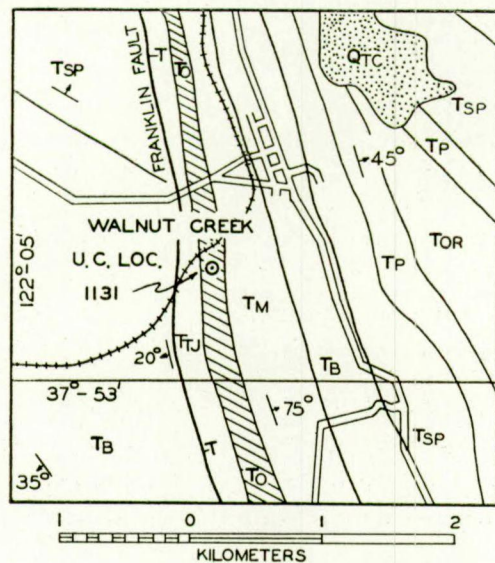 QTC
TSP
T
TO
FRANKLIN FAULT
TSP
TP
45°
WALNUT CREEK
TOR
U. C. LOC.
1131
TP
122° 05'
TM
TTJ
20°
TB
37°-53'
75°
TB
TSP
T
TO
35°
1 0 1 2
KILOMETERS